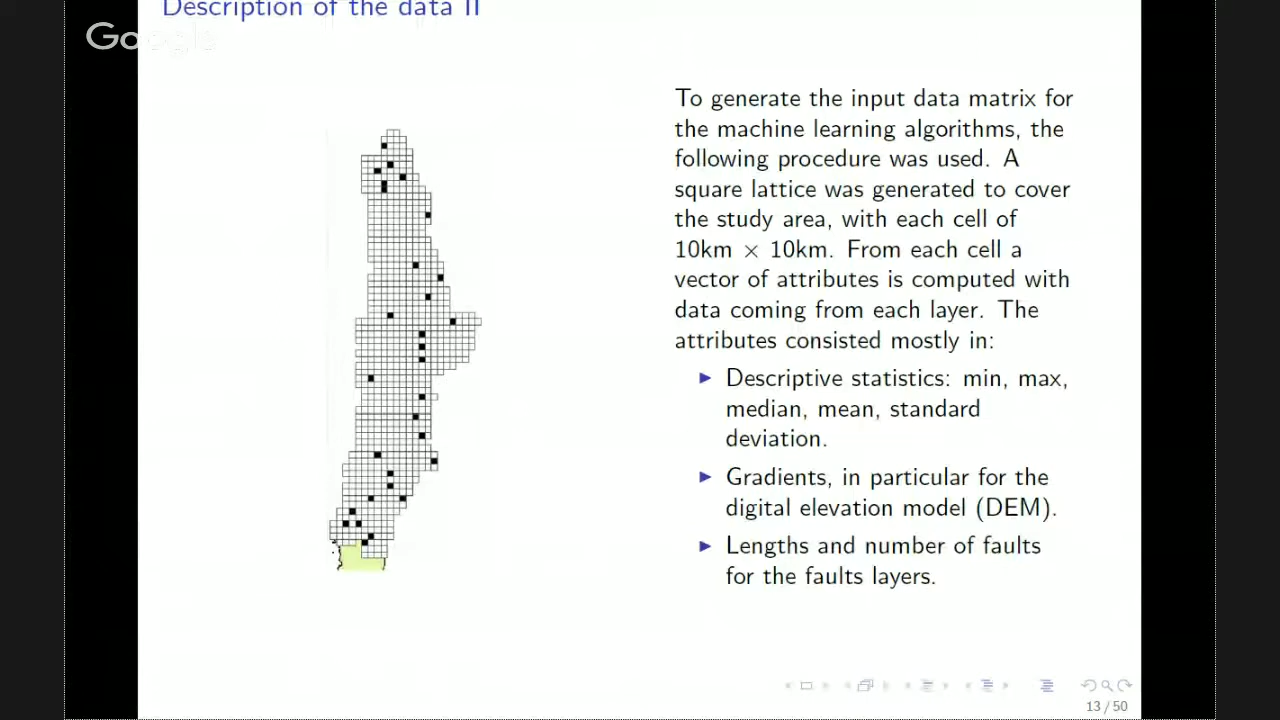 Description of the data II
Google
To generate the input data matrix for
the machine learning algorithms, the
following procedure was used. A
square lattice was generated to cover
the study area, with each cell of
10km × 10km. From each cell a
vector of attributes is computed with
data coming from each layer. The
attributes consisted mostly in:
Descriptive statistics: min, max,
median, mean, standard
deviation.
Gradients, in particular for the
digital elevation model (DEM).
Lengths and number of faults
for the faults layers.
13 / 50